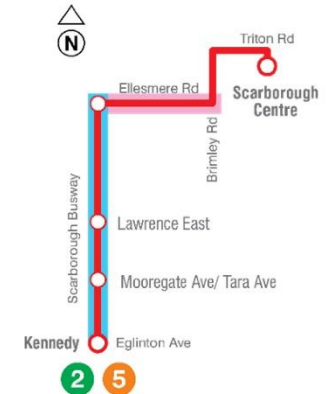 N
Triton Rd
Ellesmere Rd
Scarborough
Centre
Brimley Rd
Scarborough Busway
Lawrence East
Mooregate Ave/ Tara Ave
Kennedy
Eglinton Ave
2 5